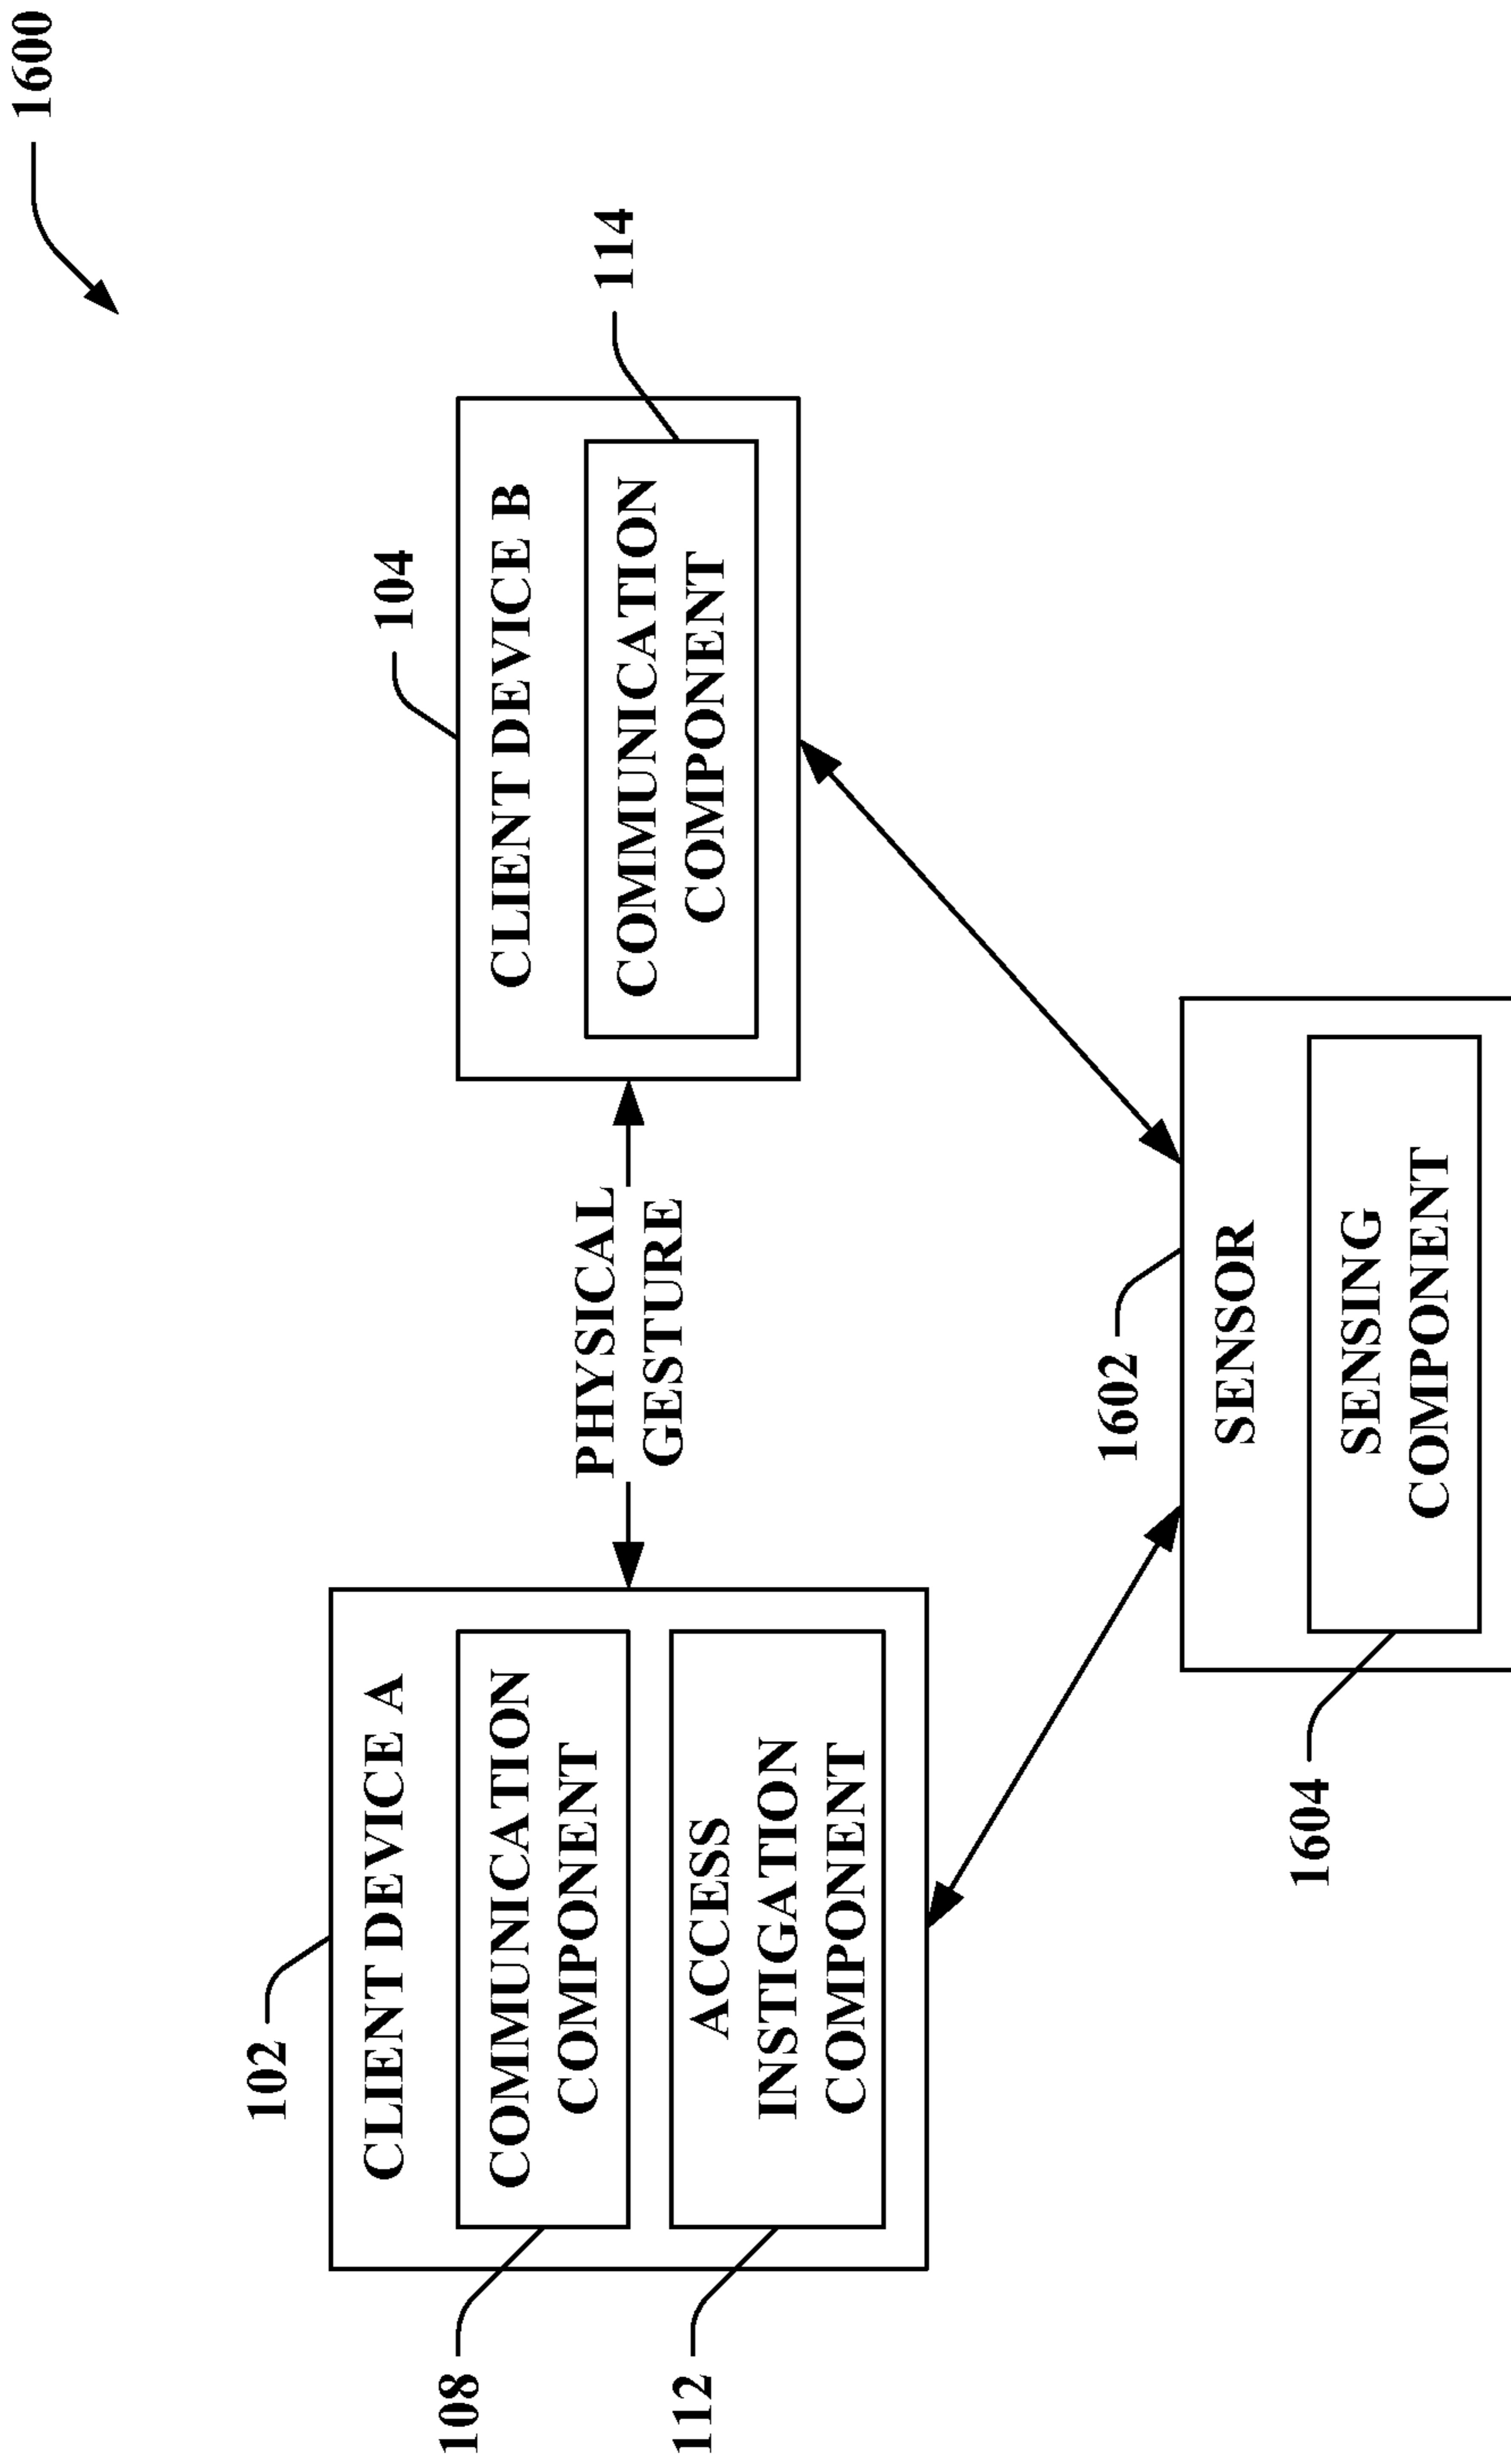 1600
102
CLIENT DEVICE A
108
COMMUNICATION
COMPONENT
112
ACCESS
INSTIGATION
COMPONENT
PHYSICAL
GESTURE
104
CLIENT DEVICE B
114
COMMUNICATION
COMPONENT
1602
SENSOR
1604
SENSING
COMPONENT